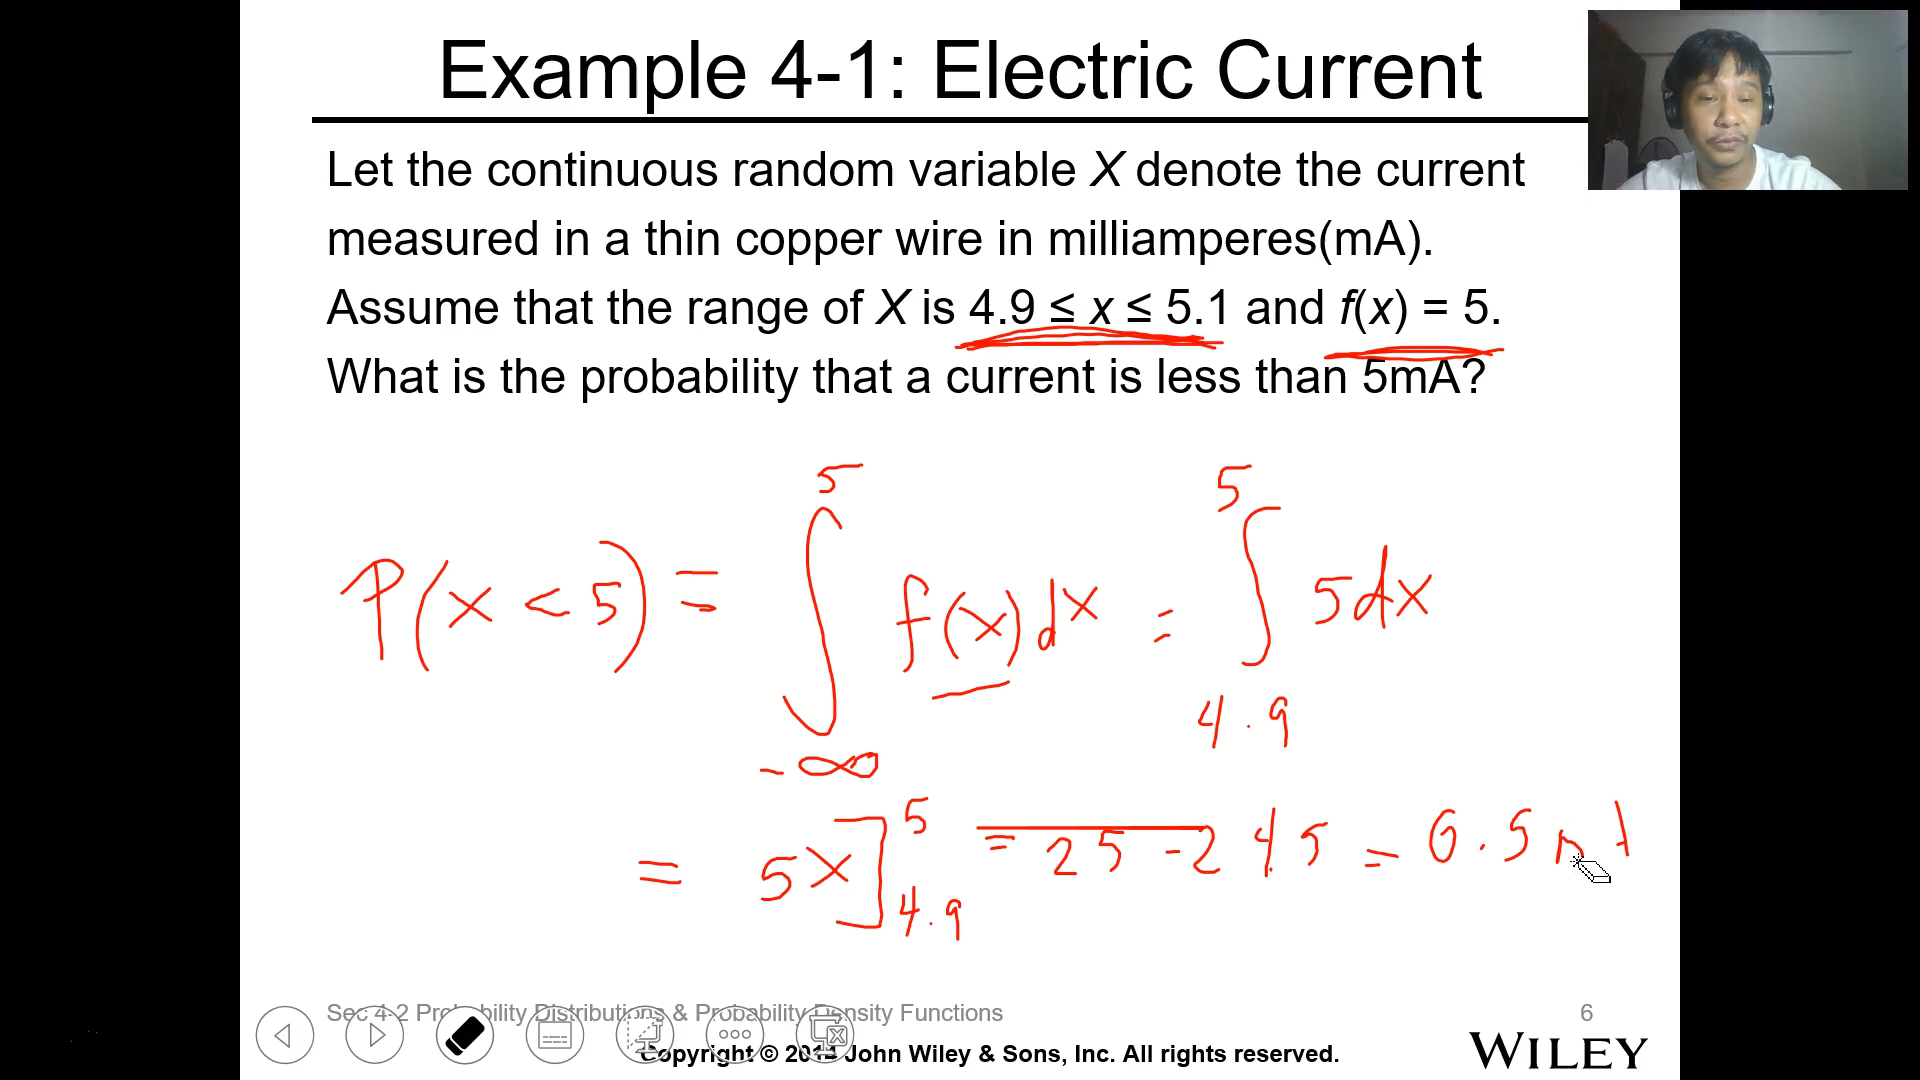 Example 4-1: Electric Current
Let the continuous random variable X denote the current
measured in a thin copper wire in milliamperes(mA).
Assume that the range of X is 4.9 ≤ x ≤ 5.1 and f(x) = 5.
What is the probability that a current is less than 5mA?
P(x < 5) = ∫_{-∞}^{5} f(x) dx = ∫_{4.9}^{5} 5dx
= 5x]_{4.9}^{5} = 25 - 24.5 = 0.5 m
Sec 4-2 Probability Distributions & Probability Density Functions
6
Copyright © 2014 John Wiley & Sons, Inc. All rights reserved.
WILEY